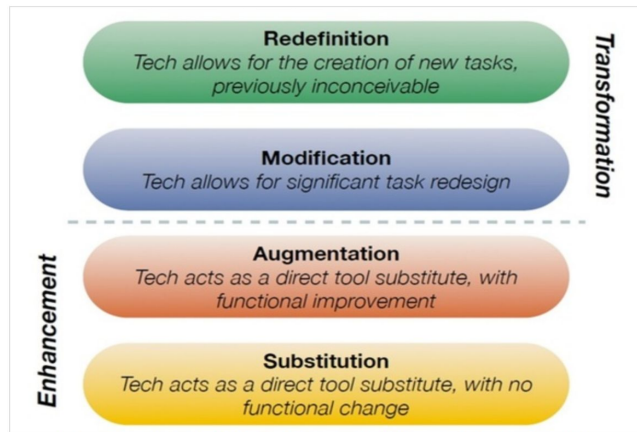 Redefinition
Tech allows for the creation of new tasks,
previously inconceivable
Transformation
Modification
Tech allows for significant task redesign
Enhancement
Augmentation
Tech acts as a direct tool substitute, with
functional improvement
Substitution
Tech acts as a direct tool substitute, with no
functional change